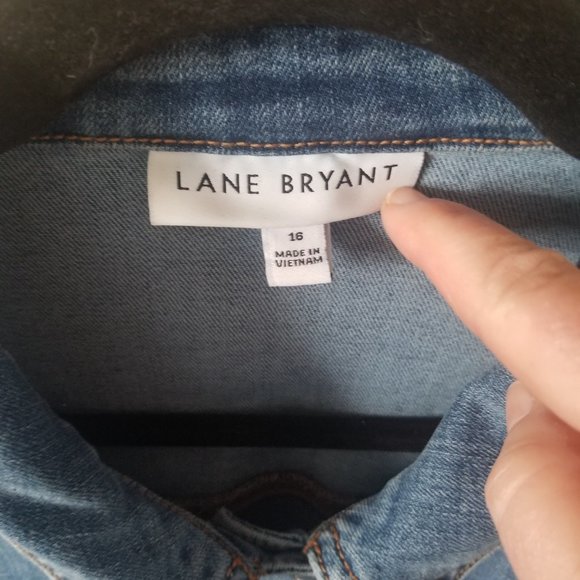 LANE BRYANT
16
MADE IN
VIETNAM